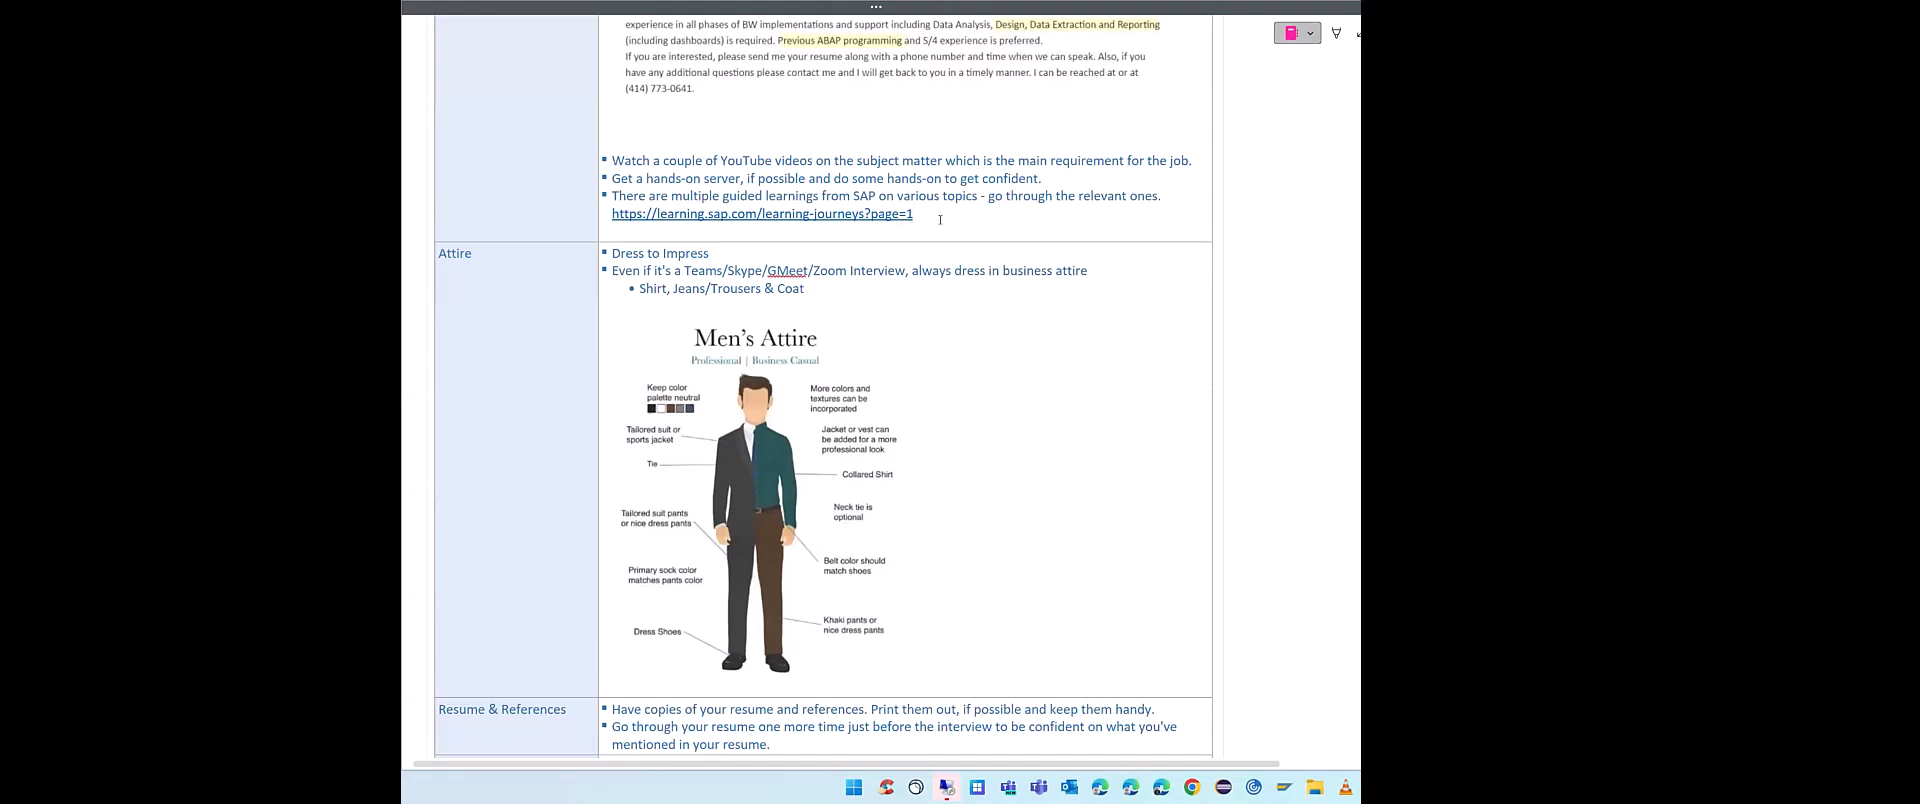 experience in all phases of BW implementations and support including Data Analysis, Design, Data Extraction and Reporting
(including dashboards) is required. Previous ABAP programming and S/4 experience is preferred.
If you are interested, please send me your resume along with a phone number and time when we can speak. Also, if you
have any additional questions please contact me and I will get back to you in a timely manner. I can be reached at or at
(414) 773-0641.
Watch a couple of YouTube videos on the subject matter which is the main requirement for the job.
Get a hands-on server, if possible and do some hands-on to get confident.
There are multiple guided learnings from SAP on various topics - go through the relevant ones.
https://learning.sap.com/learning-journeys?page=1
Attire
Dress to Impress
Even if it's a Teams/Skype/GMeet/Zoom Interview, always dress in business attire
Shirt, Jeans/Trousers & Coat
Men's Attire
Professional | Business Casual
Keep color
palette neutral
Tailored suit or
sports jacket
Tie
Tailored suit pants
or nice dress pants
Primary sock color
matches pants color
Dress Shoes
More colors and
textures can be
incorporated
Jacket or vest can
be added for a more
professional look
Collared Shirt
Neck tie is
optional
Belt color should
match shoes
Khaki pants or
nice dress pants
Resume & References
Have copies of your resume and references. Print them out, if possible and keep them handy.
Go through your resume one more time just before the interview to be confident on what you've
mentioned in your resume.